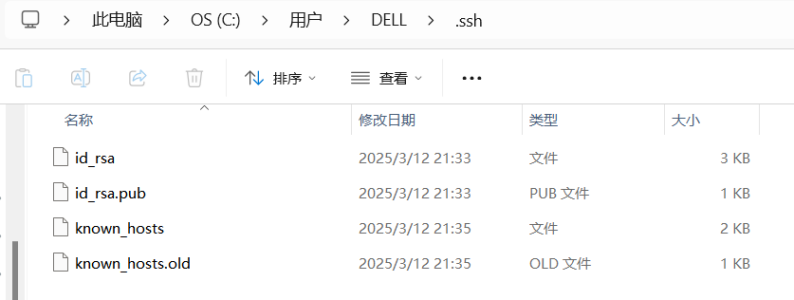 此电脑 > OS (C:) > 用户 > DELL > .ssh
排序 查看
名称 修改日期 类型 大小
id_rsa 2025/3/12 21:33 文件 3 KB
id_rsa.pub 2025/3/12 21:33 PUB 文件 1 KB
known_hosts 2025/3/12 21:35 文件 2 KB
known_hosts.old 2025/3/12 21:35 OLD 文件 1 KB